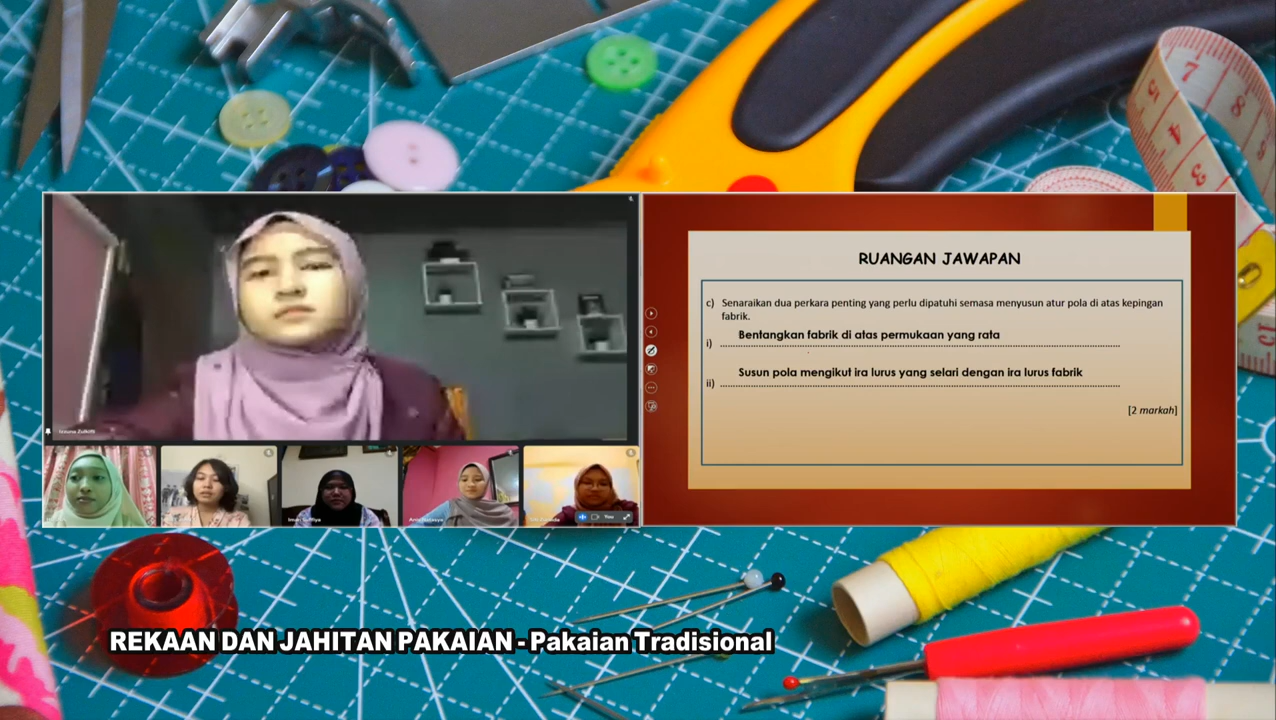 RUANGAN JAWAPAN
c) Senaraikan dua perkara penting yang perlu dipatuhi semasa menyusun atur pola di atas kepingan
fabrik.
Bentangkan fabrik di atas permukaan yang rata
i)
Susun pola mengikut ira lurus yang selari dengan ira lurus fabrik
ii)
[2 markah]
You
REKAAN DAN JAHITAN PAKAIAN - Pakaian Tradisional